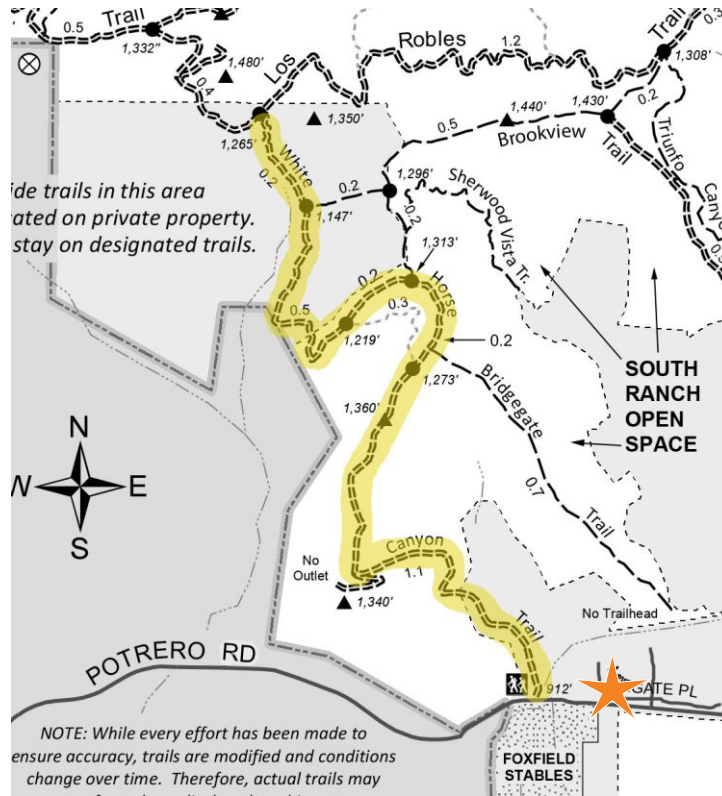 Trail
0.5
1,332"
1,480'
0.4
Los
Robles
1.2
Trail
0.3
1,308'
1,265'
1,350'
1,440'
1,430'
0.2
0.5
Brookview
Trail
Triunfo
Canyo
0.3
White
0.2
1,147'
0.2
1,296'
0.2
Sherwood
Vista Tr.
ide trails in this area
cated on private property.
stay on designated trails.
1,313'
Horse
0.2
0.3
0.5
1,219'
0.2
1,273'
1,360'
Bridgegate
0.7
Trail
SOUTH
RANCH
OPEN
SPACE
N
W
E
S
No
Outlet
Canyon
1.1
1,340'
Trail
No Trailhead
POTRERO RD
912'
GATE PL
NOTE: While every effort has been made to
ensure accuracy, trails are modified and conditions
change over time. Therefore, actual trails may
FOXFIELD
STABLES